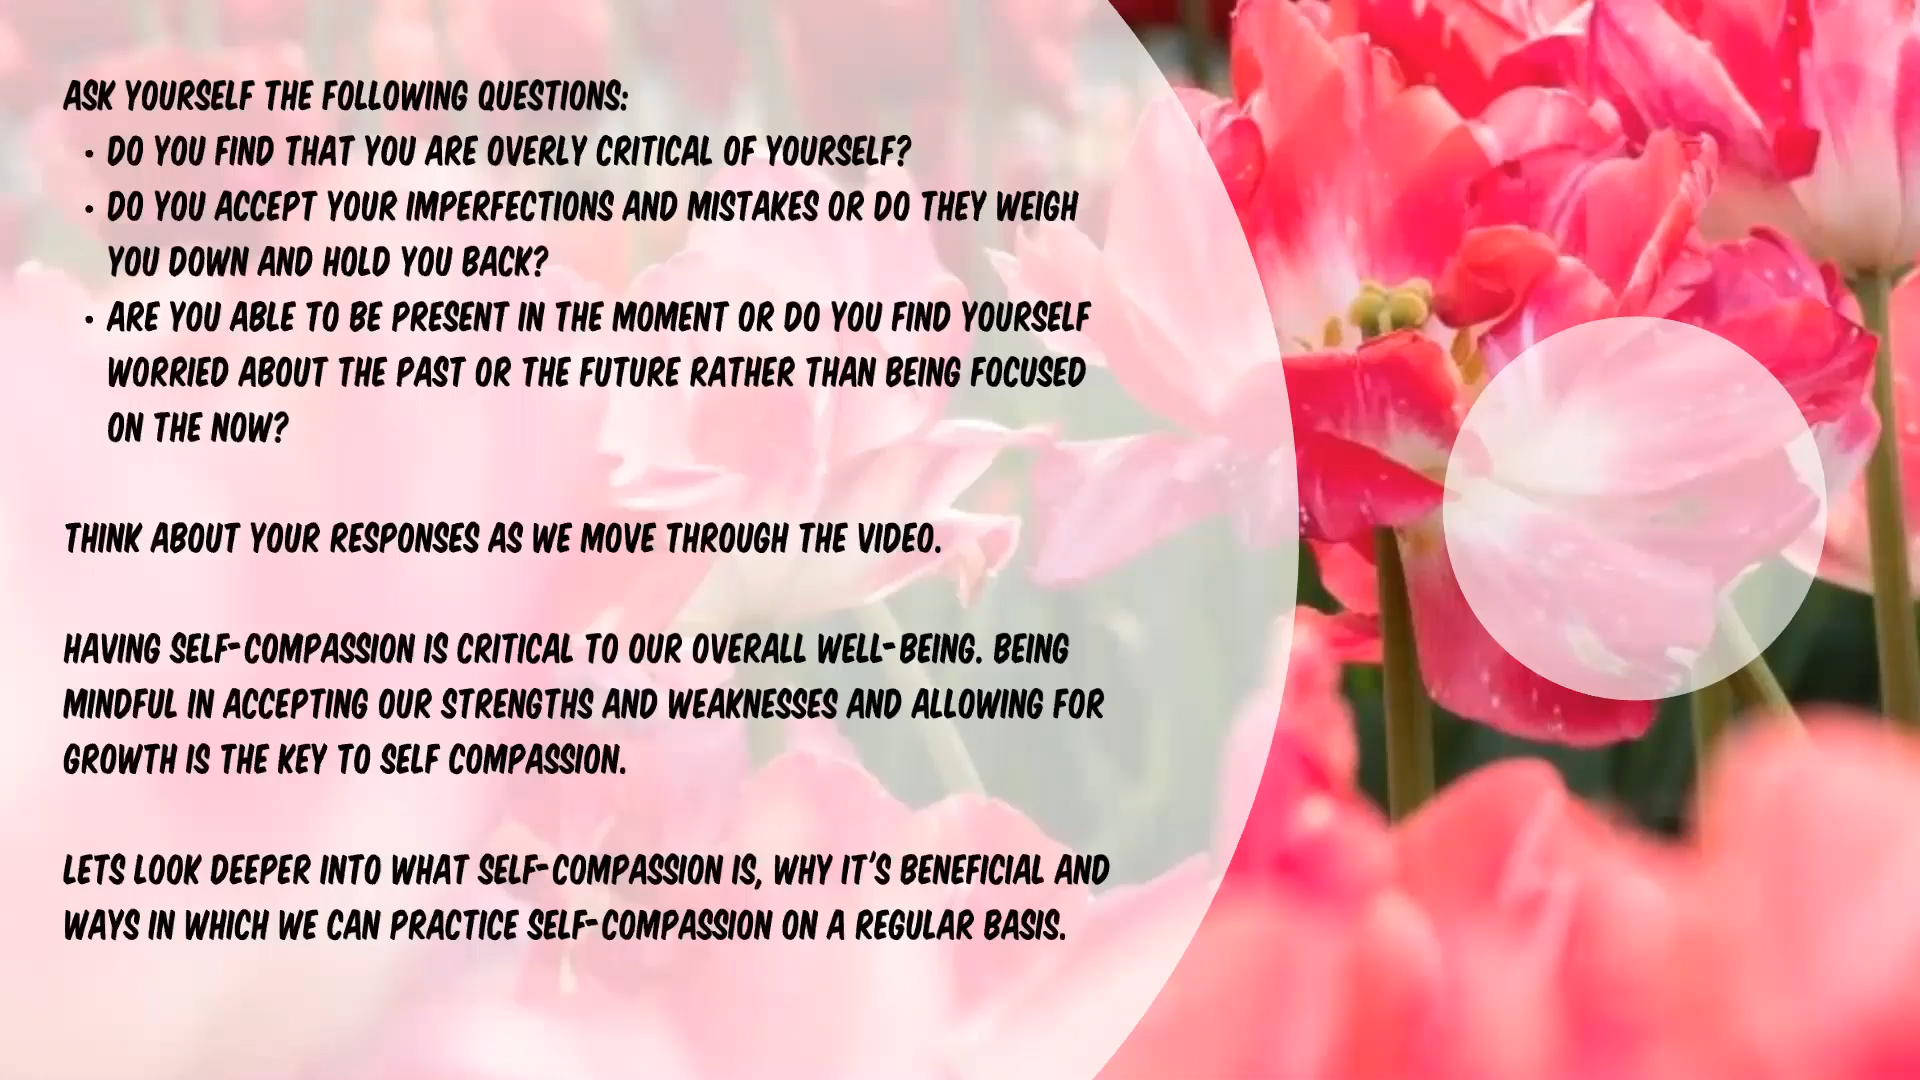 ASK YOURSELF THE FOLLOWING QUESTIONS:
• DO YOU FIND THAT YOU ARE OVERLY CRITICAL OF YOURSELF?
• DO YOU ACCEPT YOUR IMPERFECTIONS AND MISTAKES OR DO THEY WEIGH
YOU DOWN AND HOLD YOU BACK?
• ARE YOU ABLE TO BE PRESENT IN THE MOMENT OR DO YOU FIND YOURSELF
WORRIED ABOUT THE PAST OR THE FUTURE RATHER THAN BEING FOCUSED
ON THE NOW?
THINK ABOUT YOUR RESPONSES AS WE MOVE THROUGH THE VIDEO.
HAVING SELF-COMPASSION IS CRITICAL TO OUR OVERALL WELL-BEING. BEING
MINDFUL IN ACCEPTING OUR STRENGTHS AND WEAKNESSES AND ALLOWING FOR
GROWTH IS THE KEY TO SELF COMPASSION.
LETS LOOK DEEPER INTO WHAT SELF-COMPASSION IS, WHY IT'S BENEFICIAL AND
WAYS IN WHICH WE CAN PRACTICE SELF-COMPASSION ON A REGULAR BASIS.